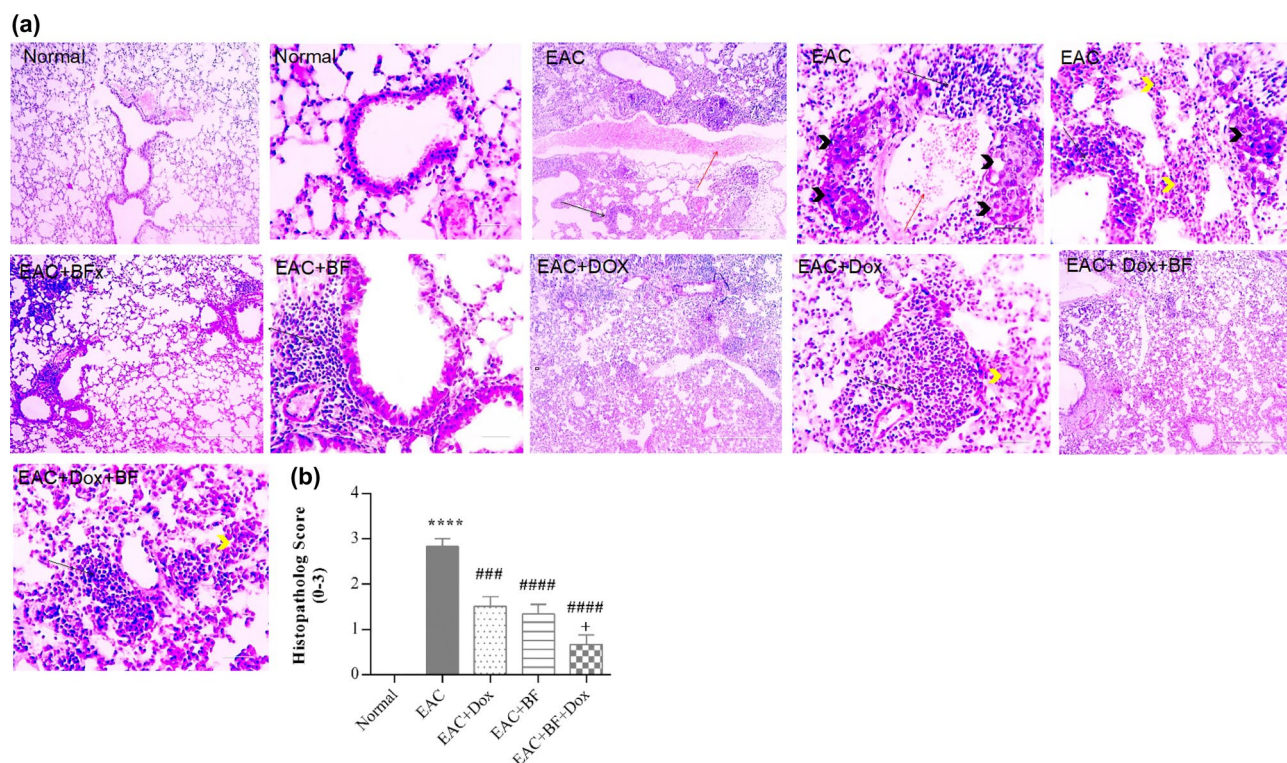 (a)
Normal
Normal
EAC
EAC
EAC
EAC+BFx
EAC+BF
EAC+DOX
EAC+Dox
EAC+ Dox+BF
EAC+Dox+BF
(b)
Histopatholog Score
(0-3)
4
3
2
1
0
****
###
####
####
+
Normal
EAC
EAC+Dox
EAC+BF
EAC+BF+Dox